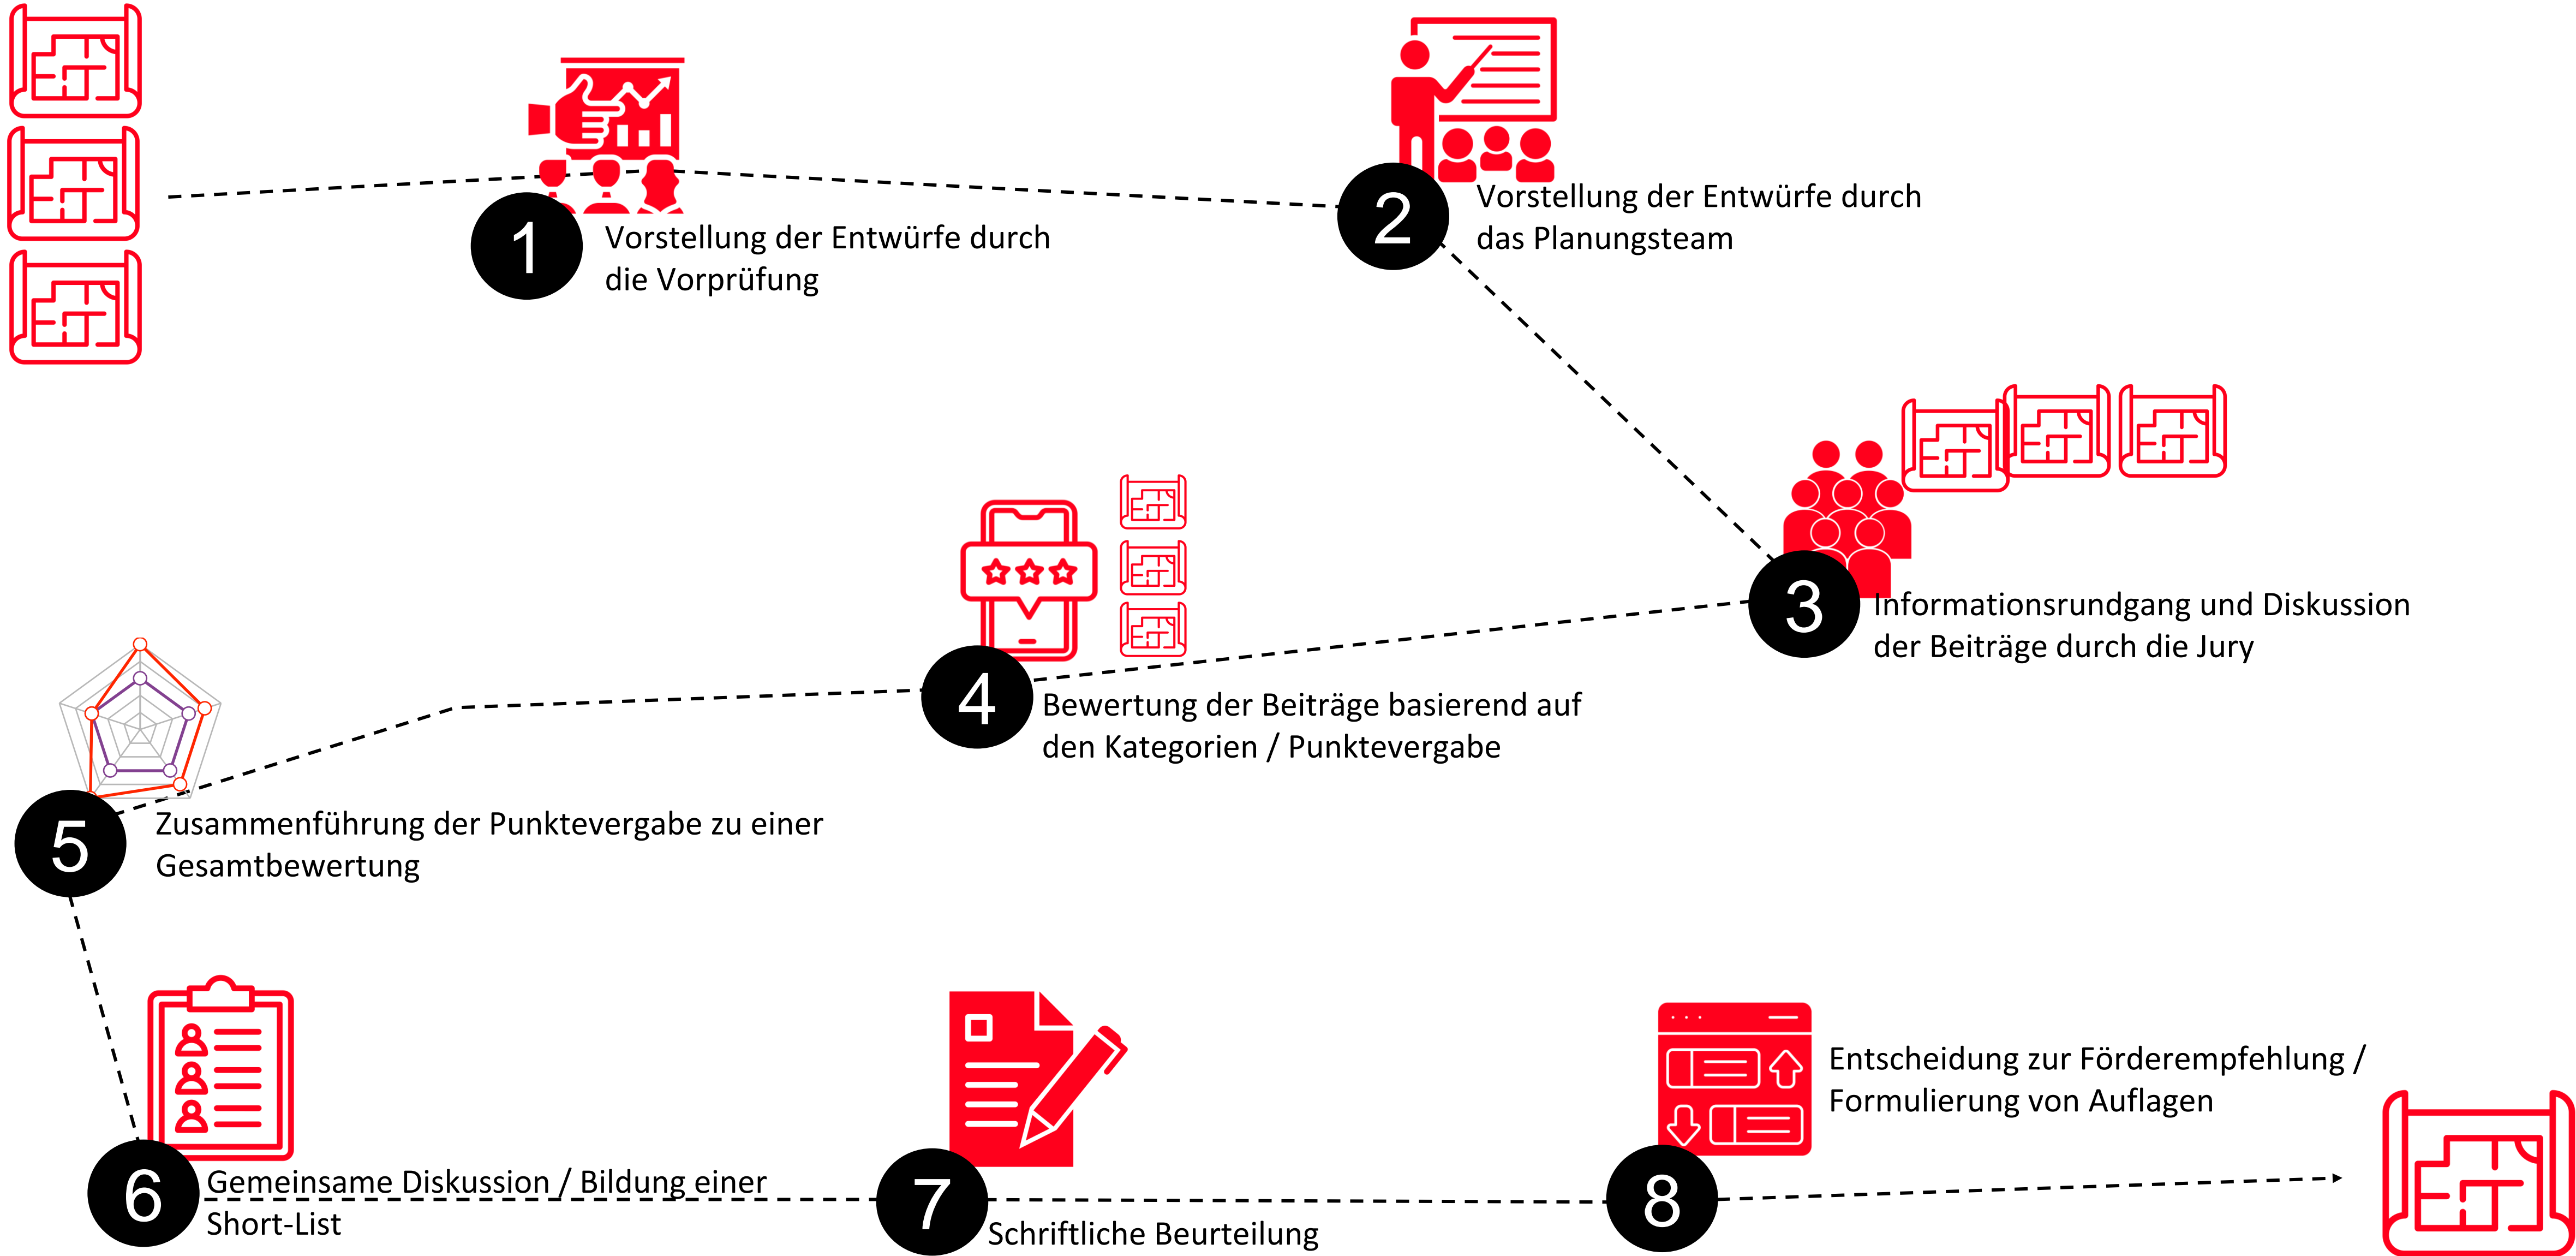 1
Vorstellung der Entwürfe durch
die Vorprüfung
2
Vorstellung der Entwürfe durch
das Planungsteam
3
Informationsrundgang und Diskussion
der Beiträge durch die Jury
4
Bewertung der Beiträge basierend auf
den Kategorien / Punktevergabe
5
Zusammenführung der Punktevergabe zu einer
Gesamtbewertung
6
Gemeinsame Diskussion / Bildung einer
Short-List
7
Schriftliche Beurteilung
8
Entscheidung zur Förderempfehlung /
Formulierung von Auflagen